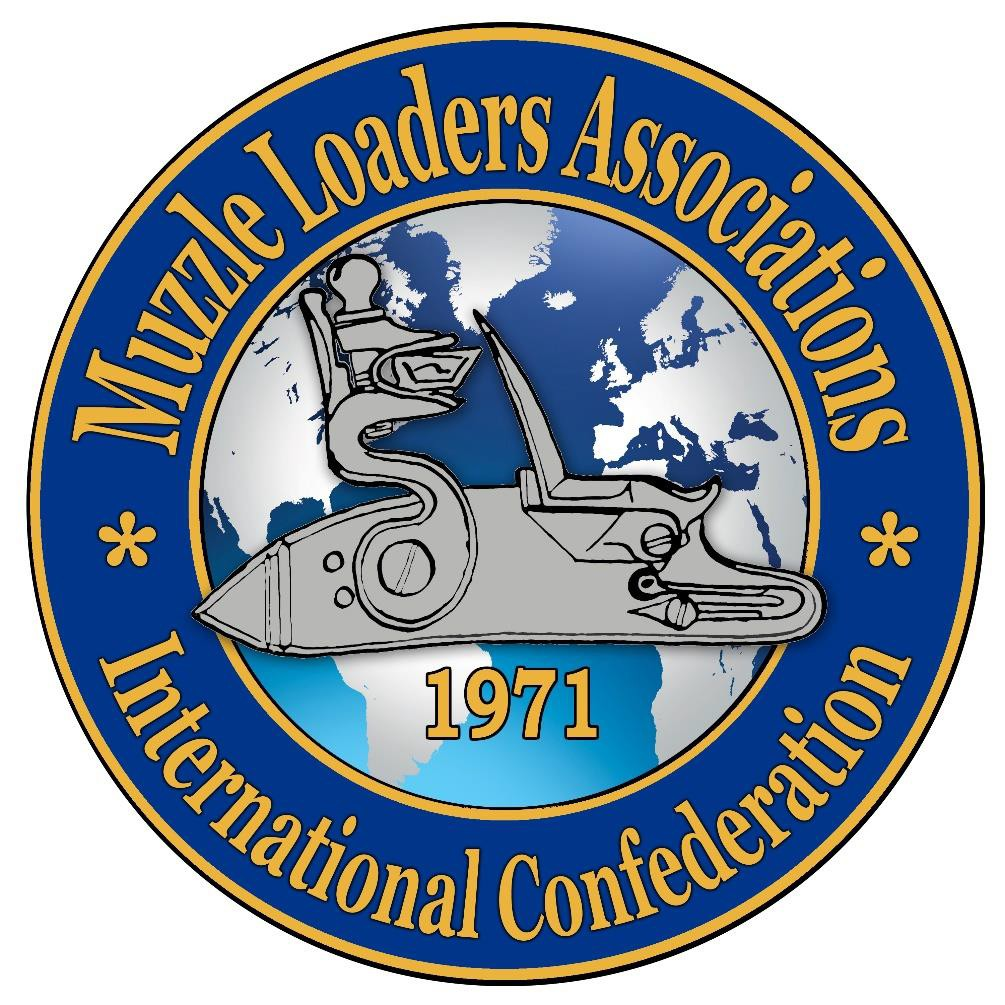 Muzzle Loaders Associations
* *
1971
International Confederation